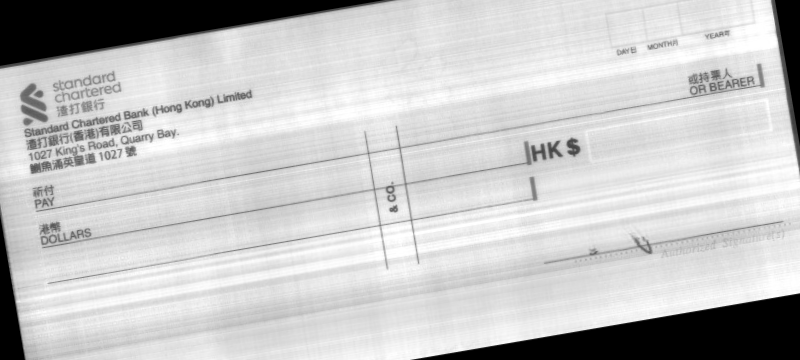 standard
chartered
渣打銀行
Standard Chartered Bank (Hong Kong) Limited
渣打銀行(香港)有限公司
1027 King's Road, Quarry Bay.
鰂魚涌英皇道 1027 號
DAY日 MONTH月 YEAR年
或持票人
OR BEARER
祈付
PAY
HK $
港幣
DOLLARS
& CO.
Authorized Signature(s)